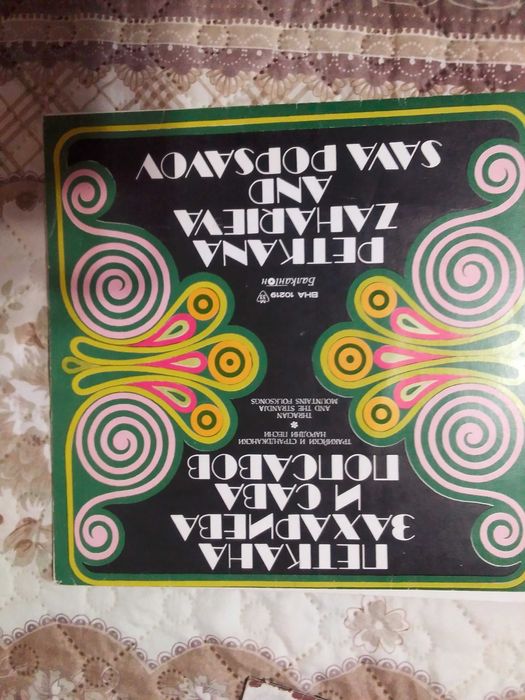 ПЕТКАНА
ЗАХАРИЕВА
И САВА
ПОПСАВОВ
ТРАКИЙСКИ И СТРАНДЖАНСКИ
НАРОДНИ ПЕСНИ
THRACIAN
AND THE STRANDJA
MOUNTAINS FOLKSONGS
ВНА 10219 33
Балкантон
PETKANA
ZAHARIEVA
AND
SAVA POPSAVOV